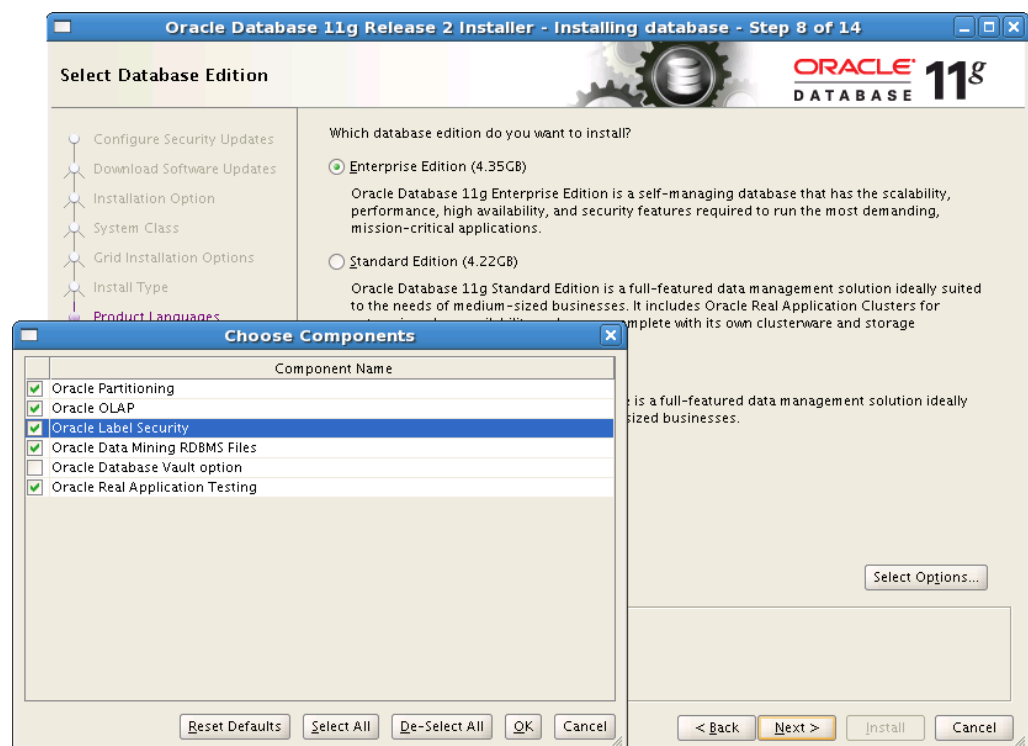 Oracle Database 11g Release 2 Installer - Installing database - Step 8 of 14
Select Database Edition
ORACLE
DATABASE
11g
Configure Security Updates
Download Software Updates
Installation Option
System Class
Grid Installation Options
Install Type
Product Languages
Which database edition do you want to install?
Enterprise Edition (4.35GB)
Oracle Database 11g Enterprise Edition is a self-managing database that has the scalability,
performance, high availability, and security features required to run the most demanding,
mission-critical applications.
Standard Edition (4.22GB)
Oracle Database 11g Standard Edition is a full-featured data management solution ideally suited
to the needs of medium-sized businesses. It includes Oracle Real Application Clusters for
complete with its own clusterware and storage
is a full-featured data management solution ideally
sized businesses.
Select Options...
< Back
Next >
Install
Cancel
Choose Components
Component Name
Oracle Partitioning
Oracle OLAP
Oracle Label Security
Oracle Data Mining RDBMS Files
Oracle Database Vault option
Oracle Real Application Testing
Reset Defaults
Select All
De-Select All
OK
Cancel